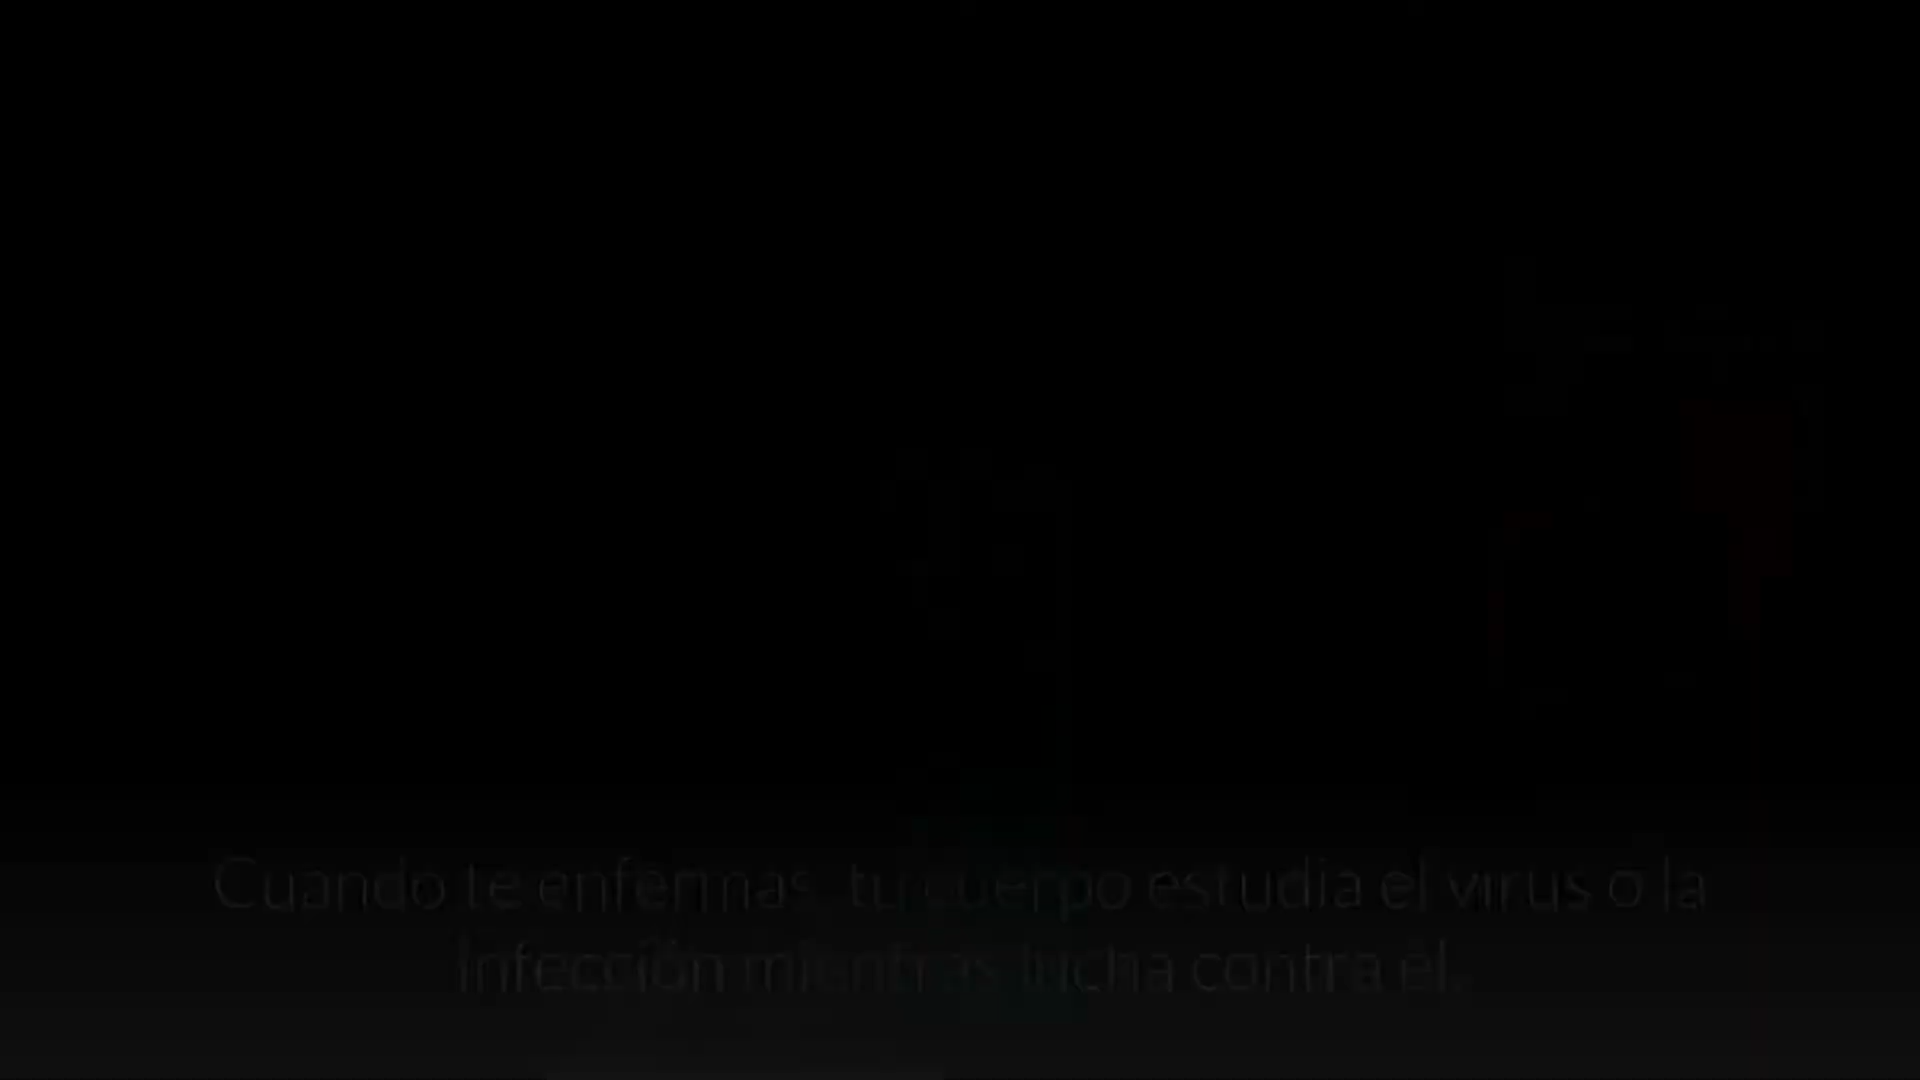 Cuando te enfermas, tu cuerpo estudia el virus o la
infección mientras lucha contra él.